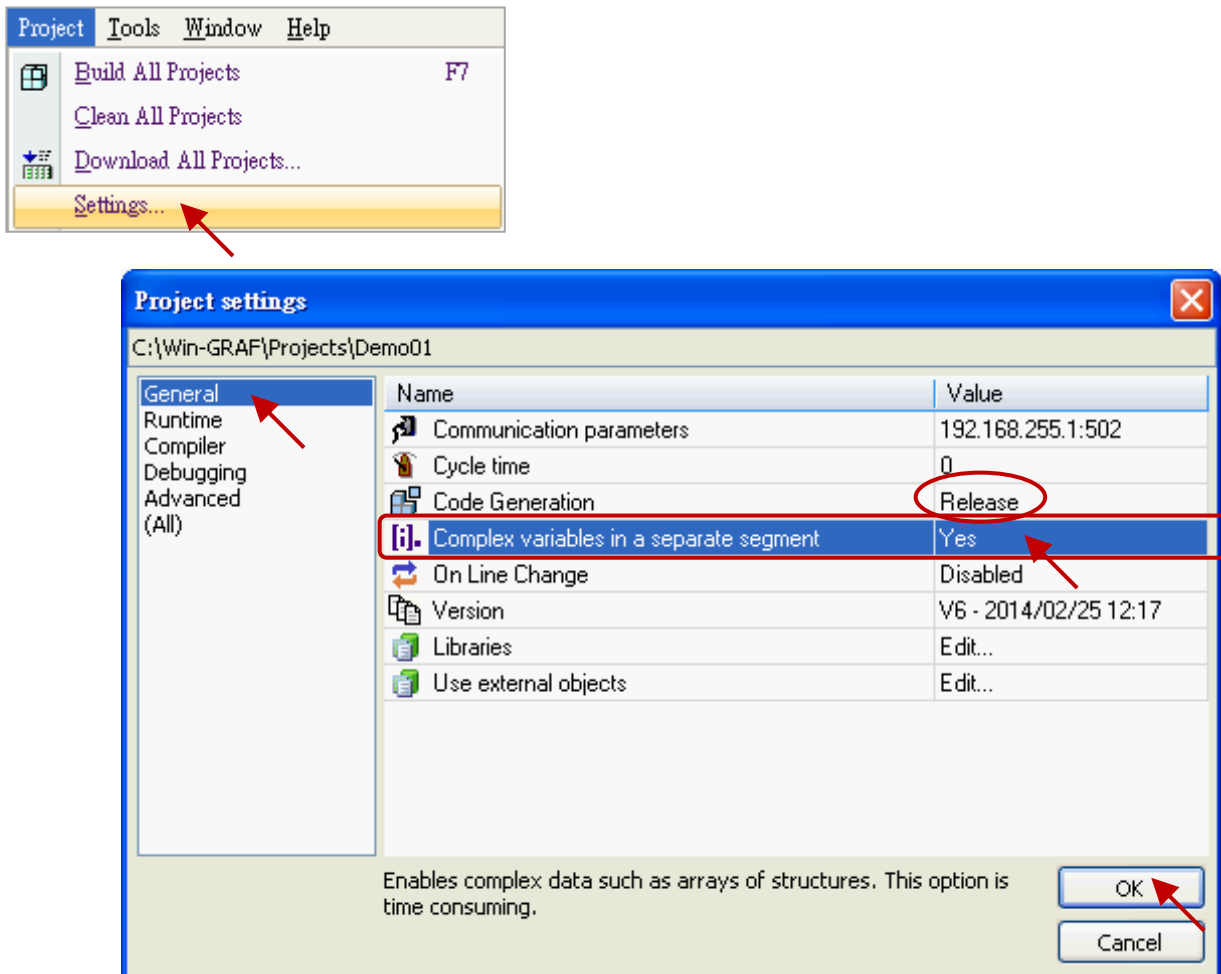 Project Tools Window Help
Build All Projects F7
Clean All Projects
Download All Projects...
Settings...
Project settings
C:\Win-GRAF\Projects\Demo01
General
Runtime
Compiler
Debugging
Advanced
(All)
Name Value
Communication parameters 192.168.255.1:502
Cycle time 0
Code Generation Release
[i]. Complex variables in a separate segment Yes
On Line Change Disabled
Version V6 - 2014/02/25 12:17
Libraries Edit...
Use external objects Edit...
Enables complex data such as arrays of structures. This option is
time consuming.
OK
Cancel